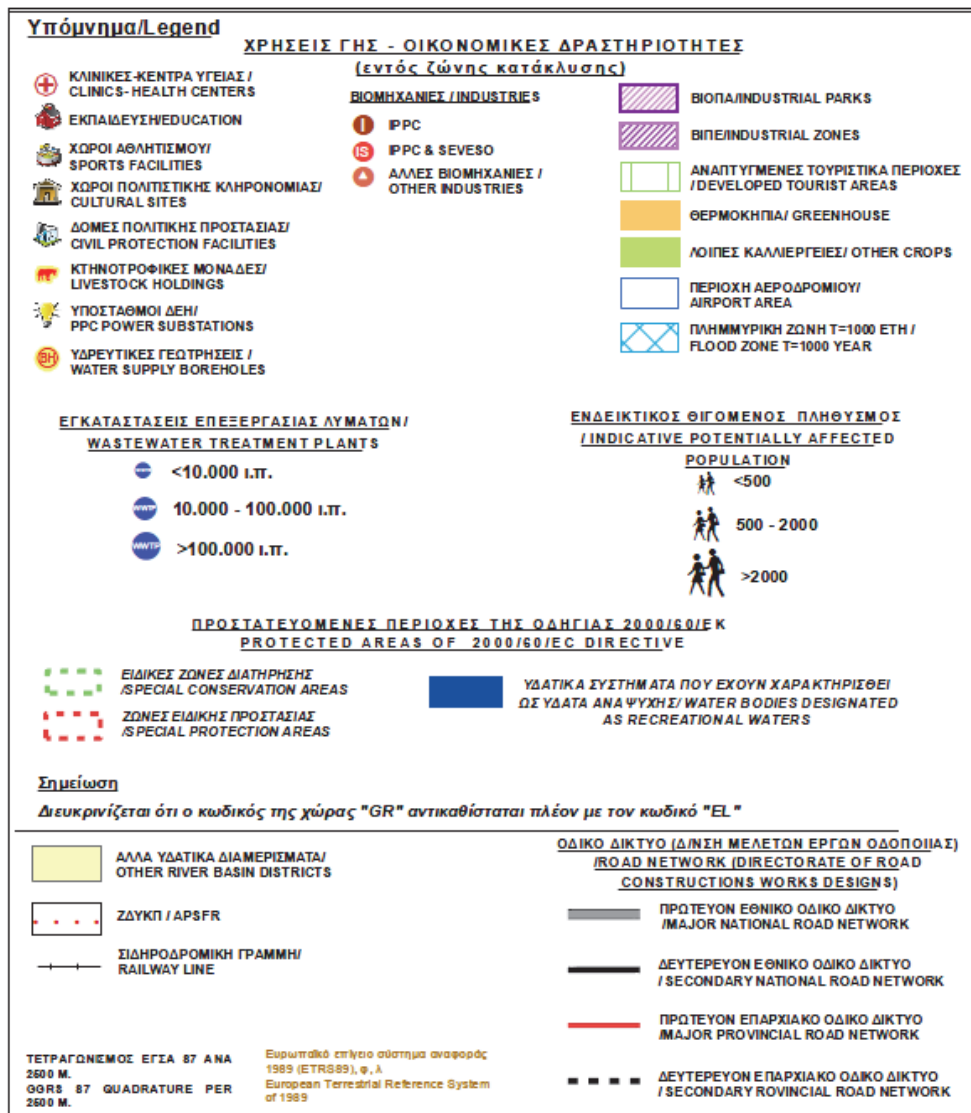 Υπόμνημα/Legend
ΧΡΗΣΕΙΣ ΓΗΣ - ΟΙΚΟΝΟΜΙΚΕΣ ΔΡΑΣΤΗΡΙΟΤΗΤΕΣ
(εντός ζώνης κατάκλυσης)
ΚΛΙΝΙΚΕΣ-ΚΕΝΤΡΑ ΥΓΕΙΑΣ /
CLINICS- HEALTH CENTERS
ΕΚΠΑΙΔΕΥΣΗ/EDUCATION
ΧΩΡΟΙ ΑΘΛΗΤΙΣΜΟΥ/
SPORTS FACILITIES
ΧΩΡΟΙ ΠΟΛΙΤΙΣΤΙΚΗΣ ΚΛΗΡΟΝΟΜΙΑΣ/
CULTURAL SITES
ΔΟΜΕΣ ΠΟΛΙΤΙΚΗΣ ΠΡΟΣΤΑΣΙΑΣ/
CIVIL PROTECTION FACILITIES
ΚΤΗΝΟΤΡΟΦΙΚΕΣ ΜΟΝΑΔΕΣ/
LIVESTOCK HOLDINGS
ΥΠΟΣΤΑΘΜΟΙ ΔΕΗ/
PPC POWER SUBSTATIONS
BH ΥΔΡΕΥΤΙΚΕΣ ΓΕΩΤΡΗΣΕΙΣ /
WATER SUPPLY BOREHOLES
ΒΙΟΜΗΧΑΝΙΕΣ / INDUSTRIES
I IPPC
IS IPPC & SEVESO
ΑΛΛΕΣ ΒΙΟΜΗΧΑΝΙΕΣ /
OTHER INDUSTRIES
ΒΙΟΠΑ/INDUSTRIAL PARKS
ΒΙΠΕ/INDUSTRIAL ZONES
ΑΝΑΠΤΥΓΜΕΝΕΣ ΤΟΥΡΙΣΤΙΚΑ ΠΕΡΙΟΧΕΣ
/ DEVELOPED TOURIST AREAS
ΘΕΡΜΟΚΗΠΙΑ/ GREENHOUSE
ΛΟΙΠΕΣ ΚΑΛΛΙΕΡΓΕΙΕΣ/ OTHER CROPS
ΠΕΡΙΟΧΗ ΑΕΡΟΔΡΟΜΙΟΥ/
AIRPORT AREA
ΠΛΗΜΜΥΡΙΚΗ ΖΩΝΗ Τ=1000 ΕΤΗ /
FLOOD ZONE T=1000 YEAR
ΕΓΚΑΤΑΣΤΑΣΕΙΣ ΕΠΕΞΕΡΓΑΣΙΑΣ ΛΥΜΑΤΩΝ/
WASTEWATER TREATMENT PLANTS
WWTP <10.000 ι.π.
WWTP 10.000 - 100.000 ι.π.
WWTP >100.000 ι.π.
ΕΝΔΕΙΚΤΙΚΟΣ ΘΙΓΟΜΕΝΟΣ ΠΛΗΘΥΣΜΟΣ
/ INDICATIVE POTENTIALLY AFFECTED
POPULATION
<500
500 - 2000
>2000
ΠΡΟΣΤΑΤΕΥΟΜΕΝΕΣ ΠΕΡΙΟΧΕΣ ΤΗΣ ΟΔΗΓΙΑΣ 2000/60/ΕΚ
PROTECTED AREAS OF 2000/60/EC DIRECTIVE
ΕΙΔΙΚΕΣ ΖΩΝΕΣ ΔΙΑΤΗΡΗΣΗΣ
/SPECIAL CONSERVATION AREAS
ΖΩΝΕΣ ΕΙΔΙΚΗΣ ΠΡΟΣΤΑΣΙΑΣ
/SPECIAL PROTECTION AREAS
ΥΔΑΤΙΚΑ ΣΥΣΤΗΜΑΤΑ ΠΟΥ ΕΧΟΥΝ ΧΑΡΑΚΤΗΡΙΣΘΕΙ
ΩΣ ΥΔΑΤΑ ΑΝΑ ΨΥΧΗΣ/ WATER BODIES DESIGNATED
AS RECREATIONAL WATERS
Σημείωση
Διευκρινίζεται ότι ο κωδικός της χώρας "GR" αντικαθίσταται πλέον με τον κωδικό "EL"
ΑΛΛΑ ΥΔΑΤΙΚΑ ΔΙΑΜΕΡΙΣΜΑΤΑ/
OTHER RIVER BASIN DISTRICTS
ΖΔΥΚΠ / APSFR
ΣΙΔΗΡΟΔΡΟΜΙΚΗ ΓΡΑΜΜΗ/
RAILWAY LINE
ΟΔΙΚΟ ΔΙΚΤΥΟ (Δ/ΝΣΗ ΜΕΛΕΤΩΝ ΕΡΓΩΝ ΟΔΟΠΟΙΙΑΣ)
/ROAD NETWORK (DIRECTORATE OF ROAD
CONSTRUCTIONS WORKS DESIGNS)
ΠΡΩΤΕΥΟΝ ΕΘΝΙΚΟ ΟΔΙΚΟ ΔΙΚΤΥΟ
/MAJOR NATIONAL ROAD NETWORK
ΔΕΥΤΕΡΕΥΟΝ ΕΘΝΙΚΟ ΟΔΙΚΟ ΔΙΚΤΥΟ
/ SECONDARY NATIONAL ROAD NETWORK
ΠΡΩΤΕΥΟΝ ΕΠΑΡΧΙΑΚΟ ΟΔΙΚΟ ΔΙΚΤΥΟ
/MAJOR PROVINCIAL ROAD NETWORK
ΔΕΥΤΕΡΕΥΟΝ ΕΠΑΡΧΙΑΚΟ ΟΔΙΚΟ ΔΙΚΤΥΟ
/ SECONDARY ROVINCIAL ROAD NETWORK
ΤΕΤΡΑΓΩΝΙΣΜΟΣ ΕΓΣΑ 87 ΑΝΑ
2500 Μ.
GGRS 87 QUADRATURE PER
2500 M.
Ευρωπαϊκό επίγειο σύστημα αναφοράς
1989 (ETRS89), φ, λ
European Terrestrial Reference System
of 1989